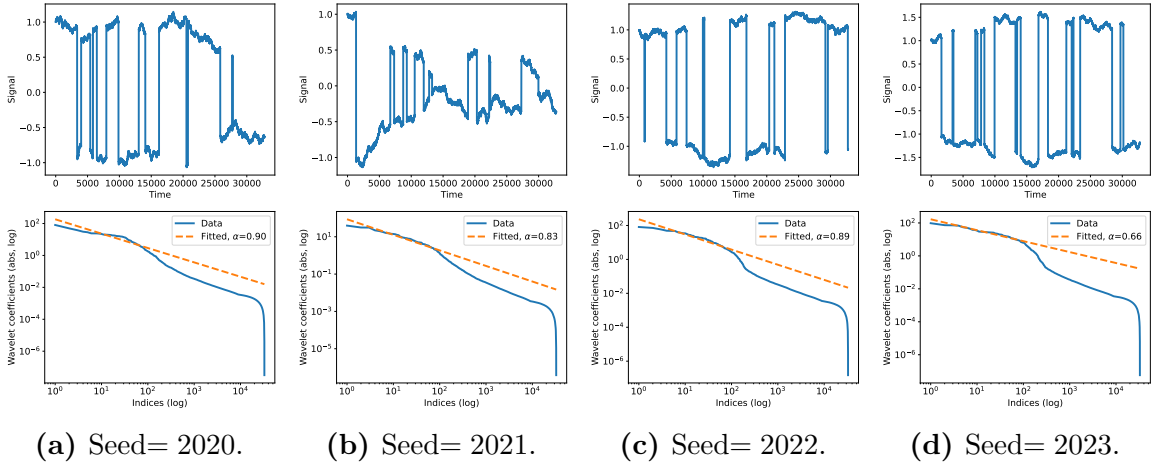 Signal
1.0
0.5
0.0
−0.5
−1.0
0 5000 10000 15000 20000 25000 30000
Time
Signal
1.0
0.5
0.0
−0.5
−1.0
0 5000 10000 15000 20000 25000 30000
Time
Signal
1.0
0.5
0.0
−0.5
−1.0
0 5000 10000 15000 20000 25000 30000
Time
Signal
1.5
1.0
0.5
0.0
−0.5
−1.0
−1.5
0 5000 10000 15000 20000 25000 30000
Time
Wavelet coefficients (abs, log)
10^2
10^0
10^−2
10^−4
10^−6
Data
Fitted, α=0.90
10^0 10^1 10^2 10^3 10^4
Indices (log)
Wavelet coefficients (abs, log)
10^1
10^−1
10^−3
10^−5
Data
Fitted, α=0.83
10^0 10^1 10^2 10^3 10^4
Indices (log)
Wavelet coefficients (abs, log)
10^2
10^0
10^−2
10^−4
10^−6
Data
Fitted, α=0.89
10^0 10^1 10^2 10^3 10^4
Indices (log)
Wavelet coefficients (abs, log)
10^2
10^0
10^−2
10^−4
10^−6
Data
Fitted, α=0.66
10^0 10^1 10^2 10^3 10^4
Indices (log)
(a) Seed= 2020.
(b) Seed= 2021.
(c) Seed= 2022.
(d) Seed= 2023.